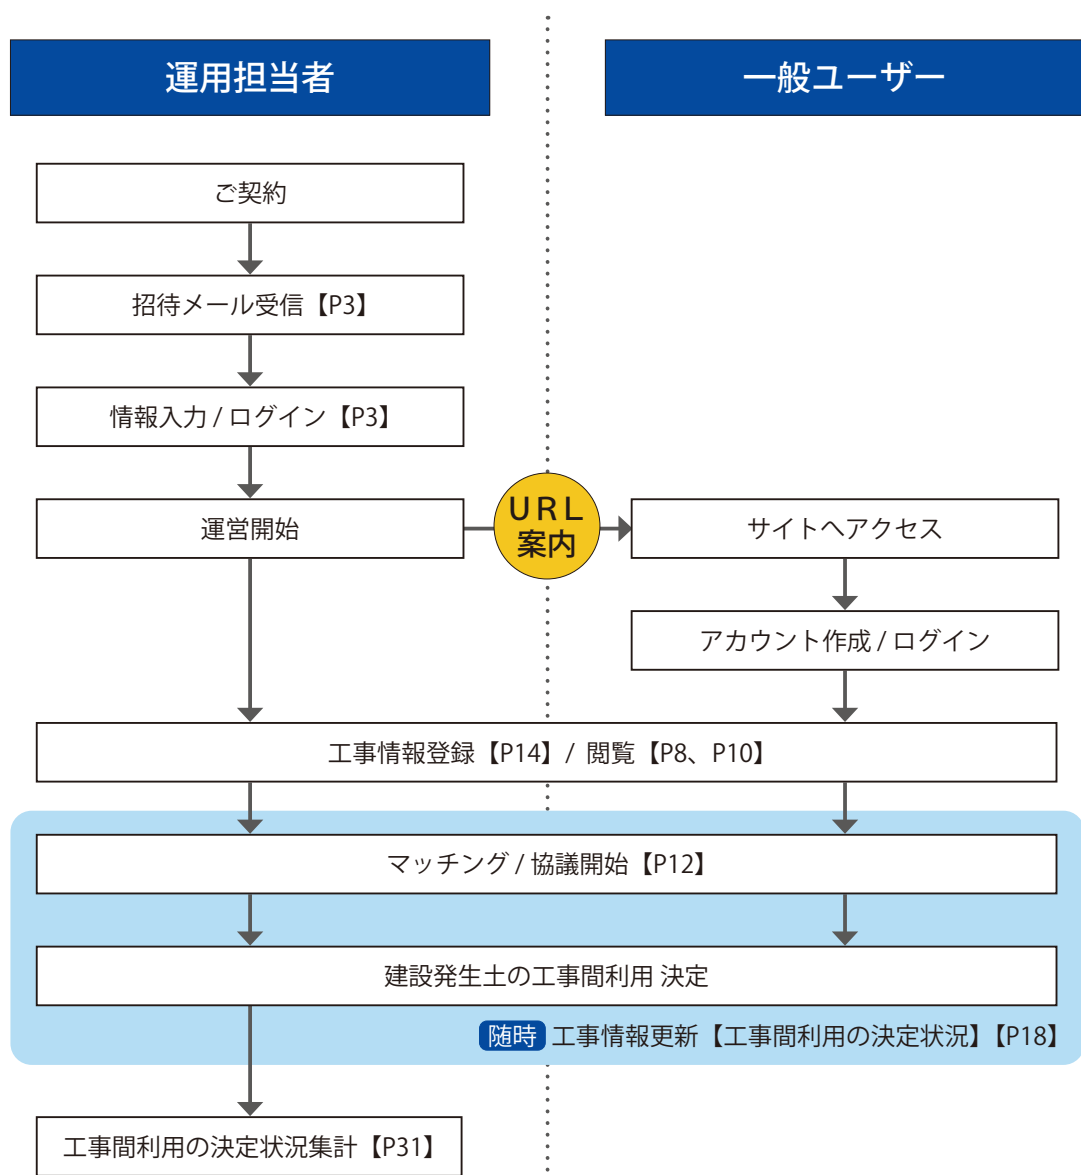 運用担当者
一般ユーザー
ご契約
招待メール受信【P3】
情報入力 / ログイン【P3】
運営開始
URL
案内
サイトへアクセス
アカウント作成 / ログイン
工事情報登録【P14】/ 閲覧【P8、P10】
マッチング / 協議開始【P12】
建設発生土の工事間利用 決定
随時 工事情報更新【工事間利用の決定状況】【P18】
工事間利用の決定状況集計【P31】